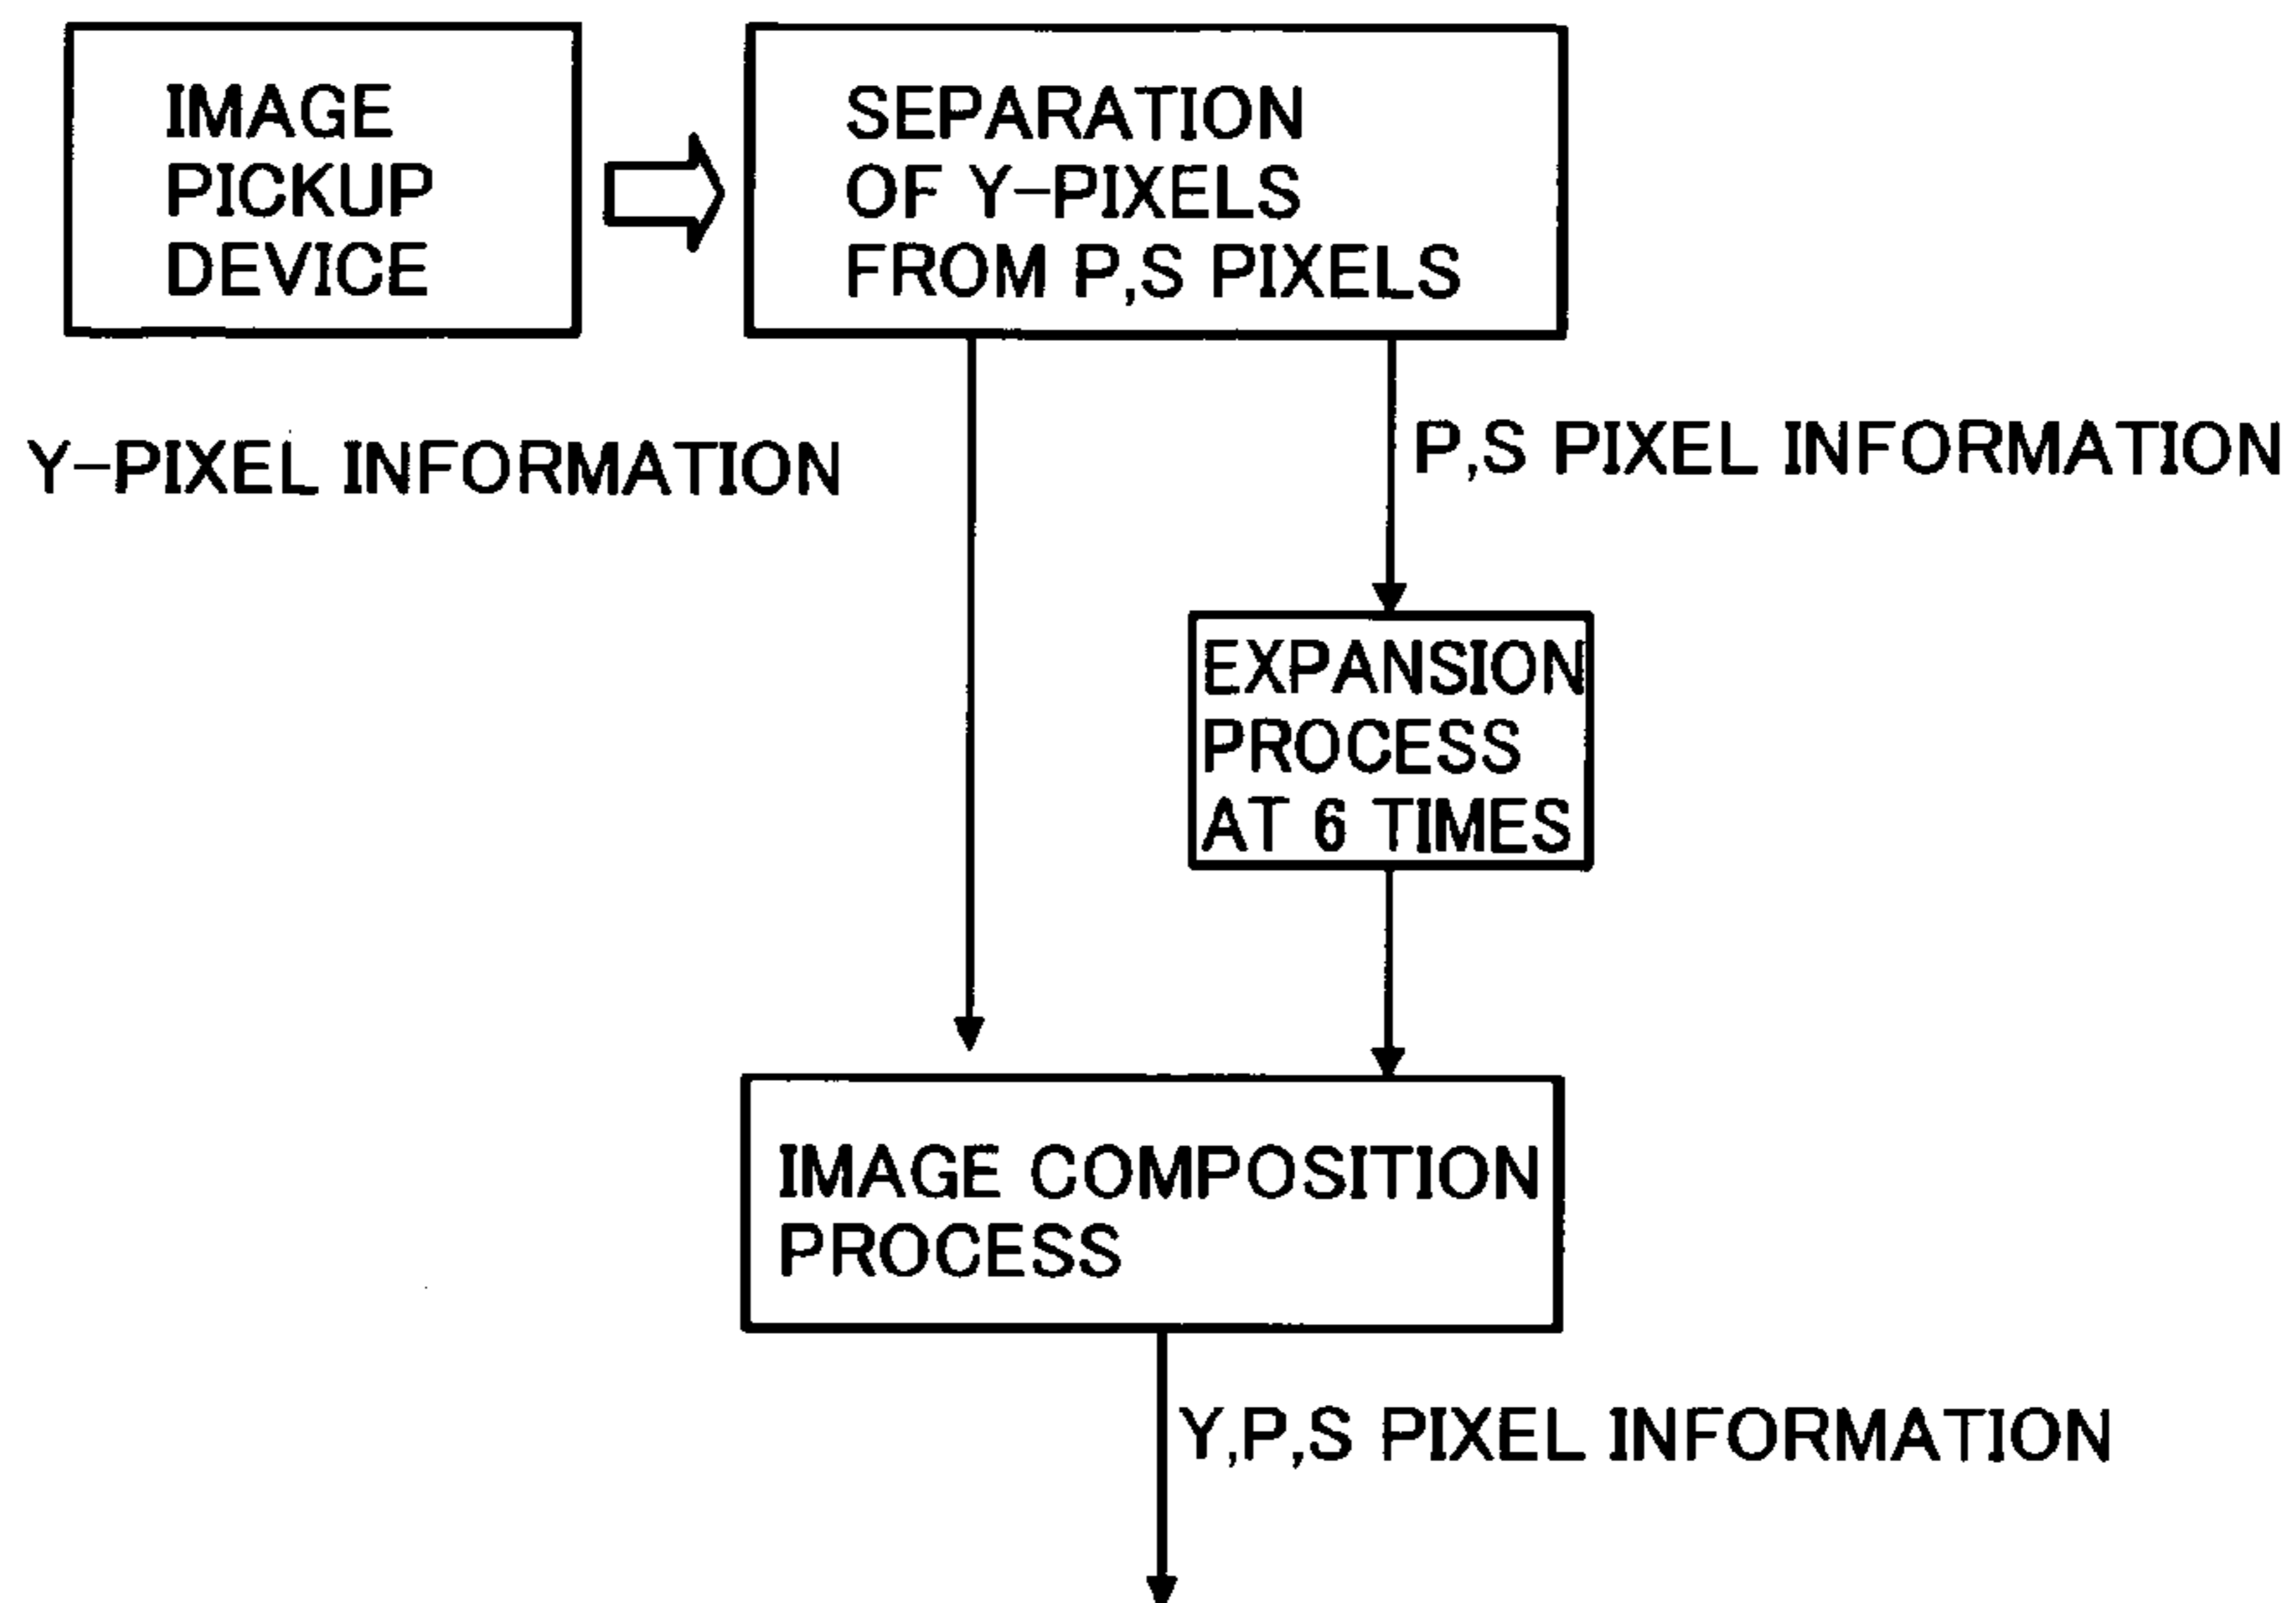 IMAGE
PICKUP
DEVICE
SEPARATION
OF Y-PIXELS
FROM P,S PIXELS
Y-PIXEL INFORMATION
P,S PIXEL INFORMATION
EXPANSION
PROCESS
AT 6 TIMES
IMAGE COMPOSITION
PROCESS
Y,P,S PIXEL INFORMATION